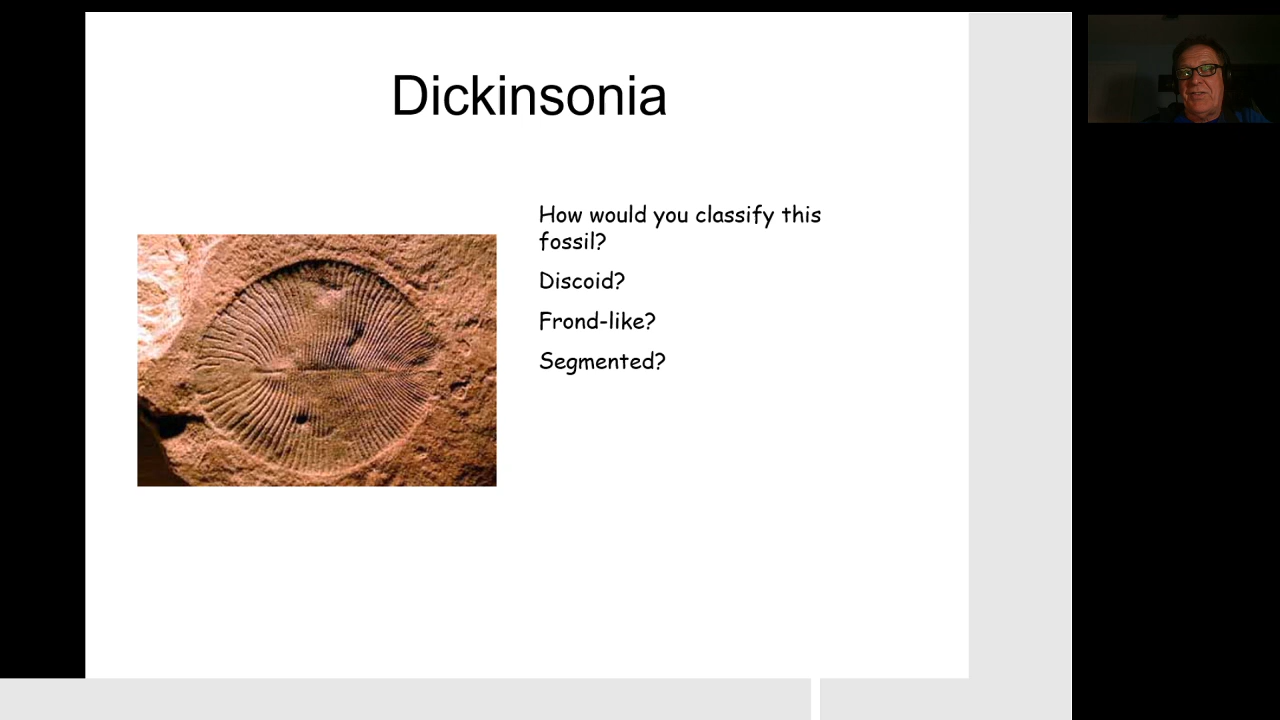 Dickinsonia
How would you classify this
fossil?
Discoid?
Frond-like?
Segmented?